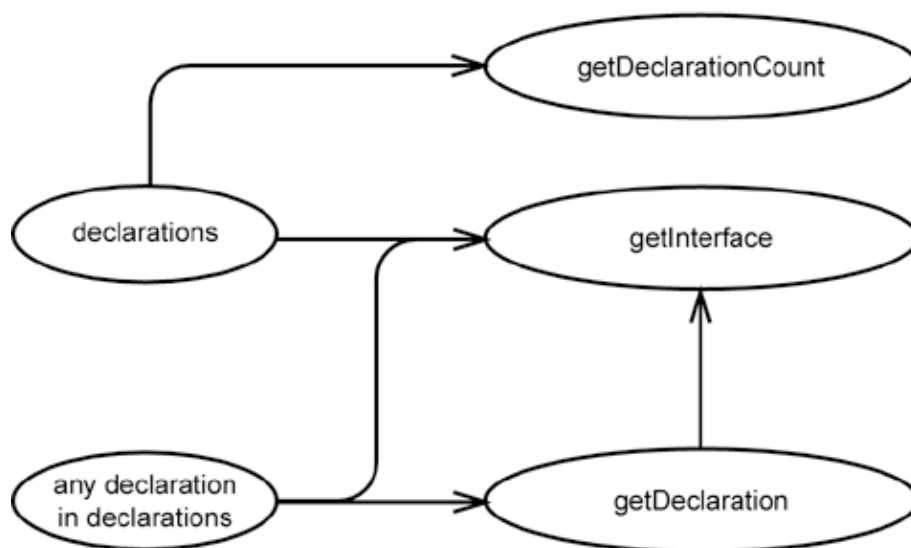 getDeclarationCount
declarations
getInterface
any declaration
in declarations
getDeclaration